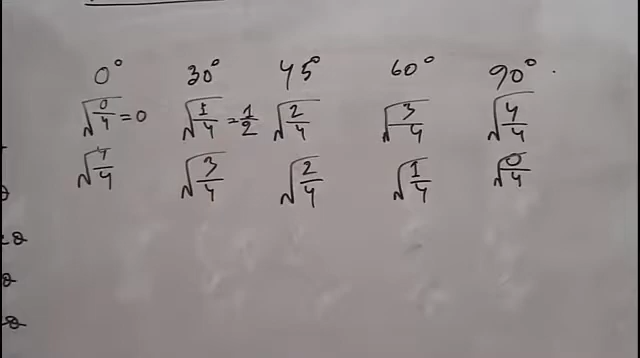 0° 30° 45° 60° 90°
√0/4 = 0 √1/4 = 1/2 √2/4 √3/4 √4/4
√4/4 √3/4 √2/4 √1/4 √0/4